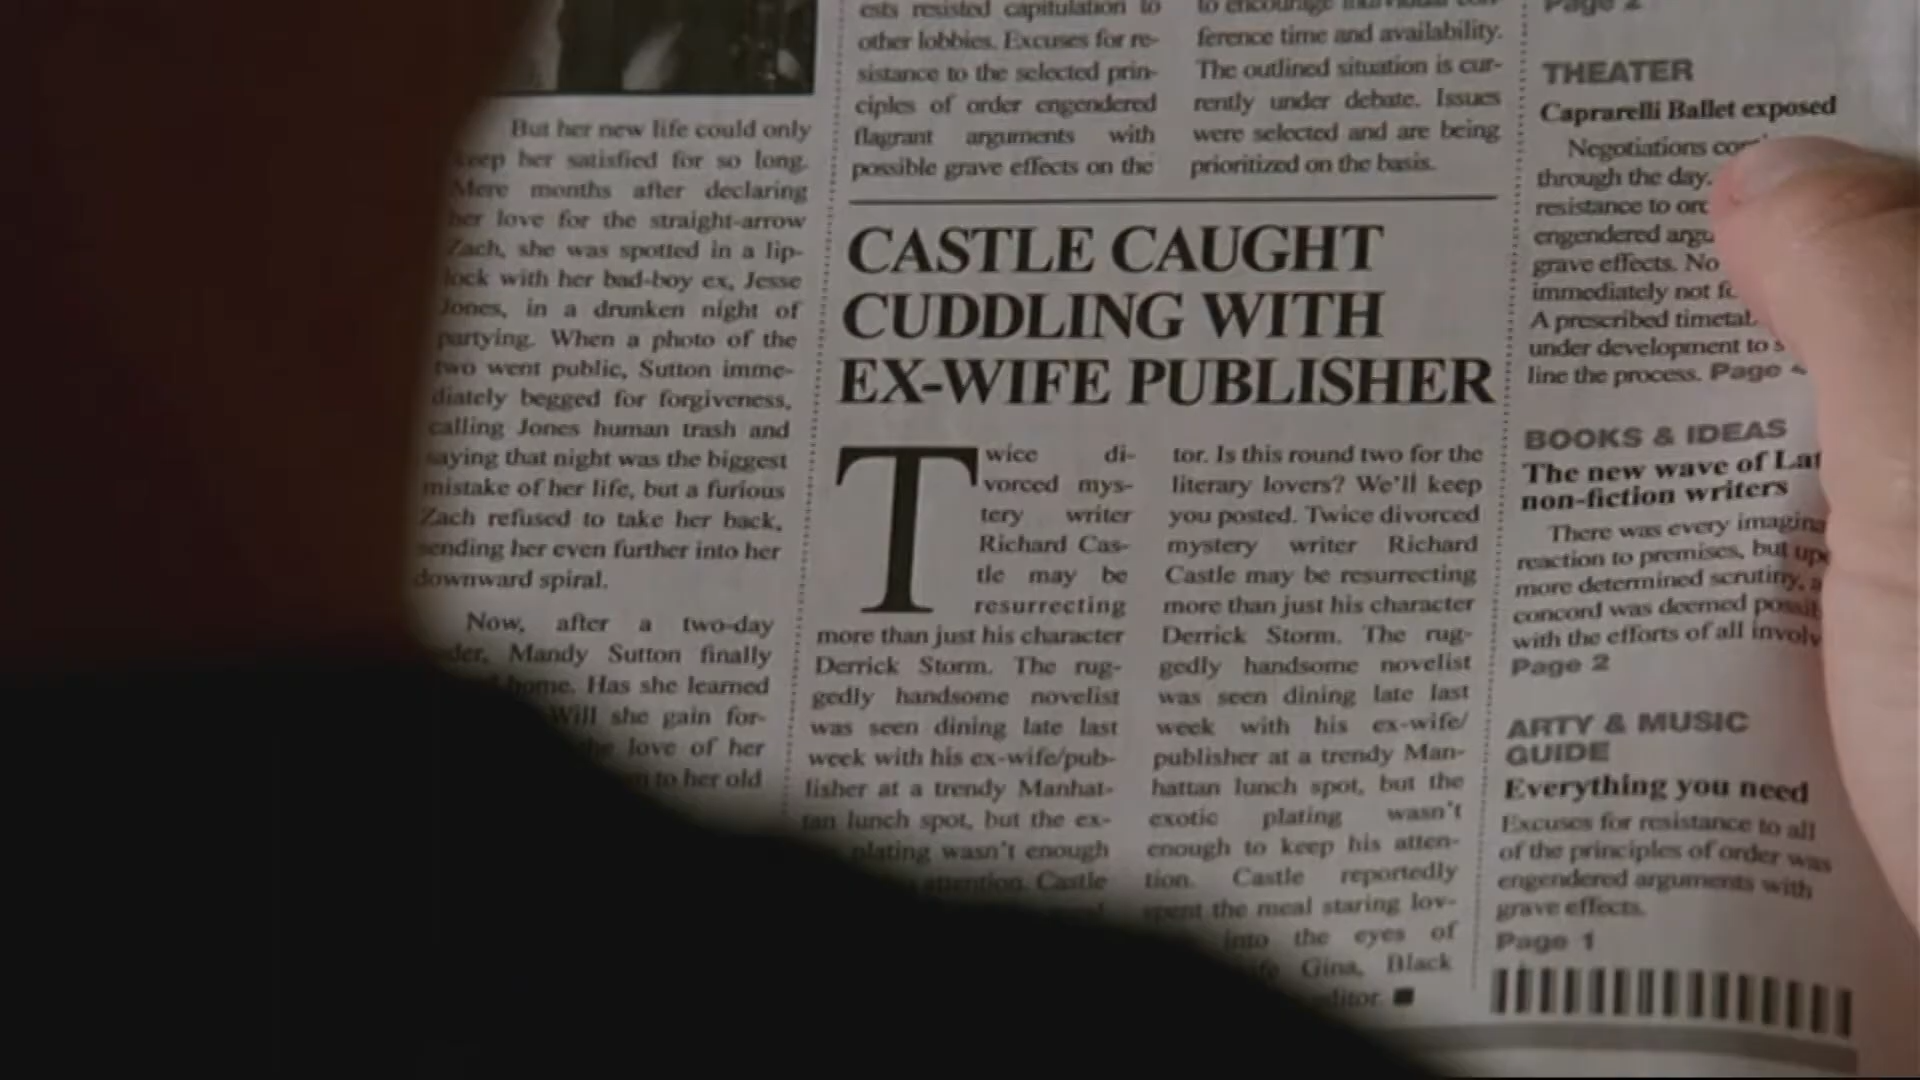 But her new life could only
keep her satisfied for so long.
Mere months after declaring
her love for the straight-arrow
Zach, she was spotted in a lip-
lock with her bad-boy ex, Jesse
Jones, in a drunken night of
partying. When a photo of the
two went public, Sutton imme-
diately begged for forgiveness,
calling Jones human trash and
saying that night was the biggest
mistake of her life, but a furious
Zach refused to take her back,
sending her even further into her
downward spiral.
Now, after a two-day
Mandy Sutton finally
home. Has she learned
Will she gain for-
the love of her
to her old
ests resisted capitulation to
other lobbies. Excuses for re-
sistance to the selected prin-
ciples of order engendered
flagrant arguments with
possible grave effects on the
to encourage individual con-
ference time and availability.
The outlined situation is cur-
rently under debate. Issues
were selected and are being
prioritized on the basis.
CASTLE CAUGHT
CUDDLING WITH
EX-WIFE PUBLISHER
Twice di-
vorced mys-
tery writer
Richard Cas-
tle may be
resurrecting
more than just his character
Derrick Storm. The rug-
gedly handsome novelist
was seen dining late last
week with his ex-wife/pub-
lisher at a trendy Manhat-
tan lunch spot, but the ex-
plating wasn't enough
attention. Castle
tor. Is this round two for the
literary lovers? We'll keep
you posted. Twice divorced
mystery writer Richard
Castle may be resurrecting
more than just his character
Derrick Storm. The rug-
gedly handsome novelist
was seen dining late last
week with his ex-wife/
publisher at a trendy Man-
hattan lunch spot, but the
exotic plating wasn't
enough to keep his atten-
tion. Castle reportedly
spent the meal staring lov-
into the eyes of
Gina, Black
Page 2
THEATER
Caprarelli Ballet exposed
Negotiations
through the day.
resistance to
engendered
grave effects. No
immediately not
A prescribed
under development to
line the process. Page
BOOKS & IDEAS
The new wave of
non-fiction writers
There was every
reaction to premises, but
more determined scrutiny,
concord was deemed
with the efforts of all
Page 2
ARTY & MUSIC
GUIDE
Everything you need
Excuses for resistance to all
of the principles of order was
engendered arguments with
grave effects.
Page 1